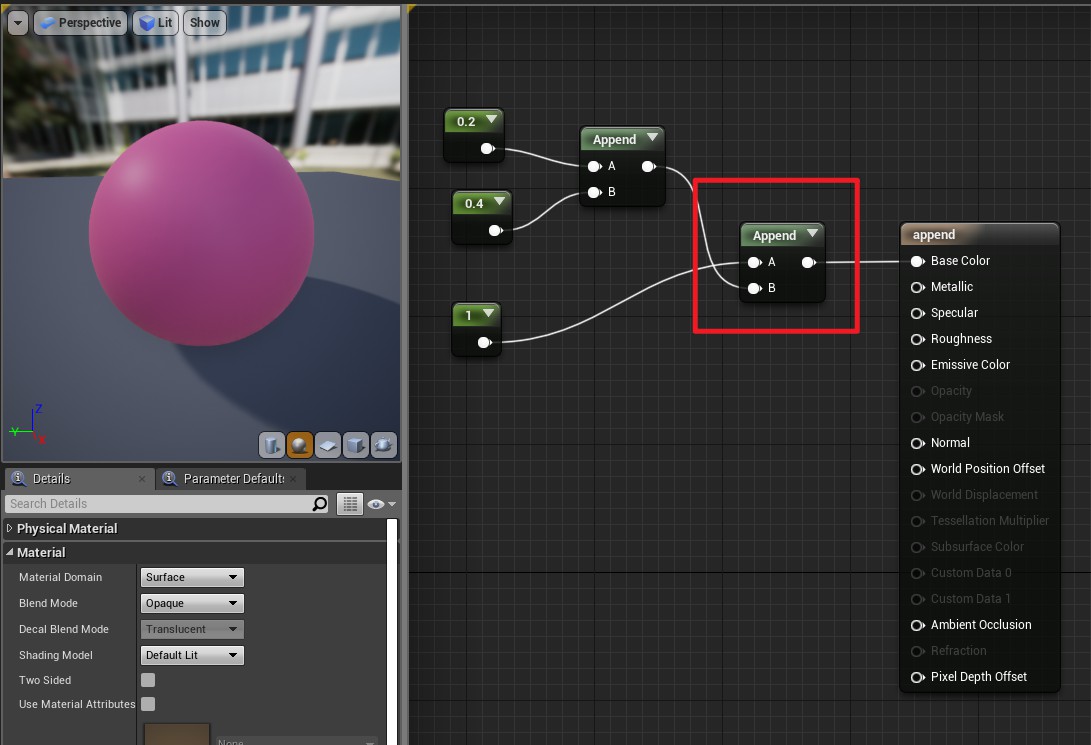 Perspective
Lit
Show
Z
Y
X
0.2
Append
A
B
0.4
1
Append
A
B
append
Base Color
Metallic
Specular
Roughness
Emissive Color
Opacity
Opacity Mask
Normal
World Position Offset
World Displacement
Tessellation Multiplier
Subsurface Color
Custom Data 0
Custom Data 1
Ambient Occlusion
Refraction
Pixel Depth Offset
Details
Parameter Default
Search Details
Physical Material
Material
Material Domain Surface
Blend Mode Opaque
Decal Blend Mode Translucent
Shading Model Default Lit
Two Sided
Use Material Attributes
None